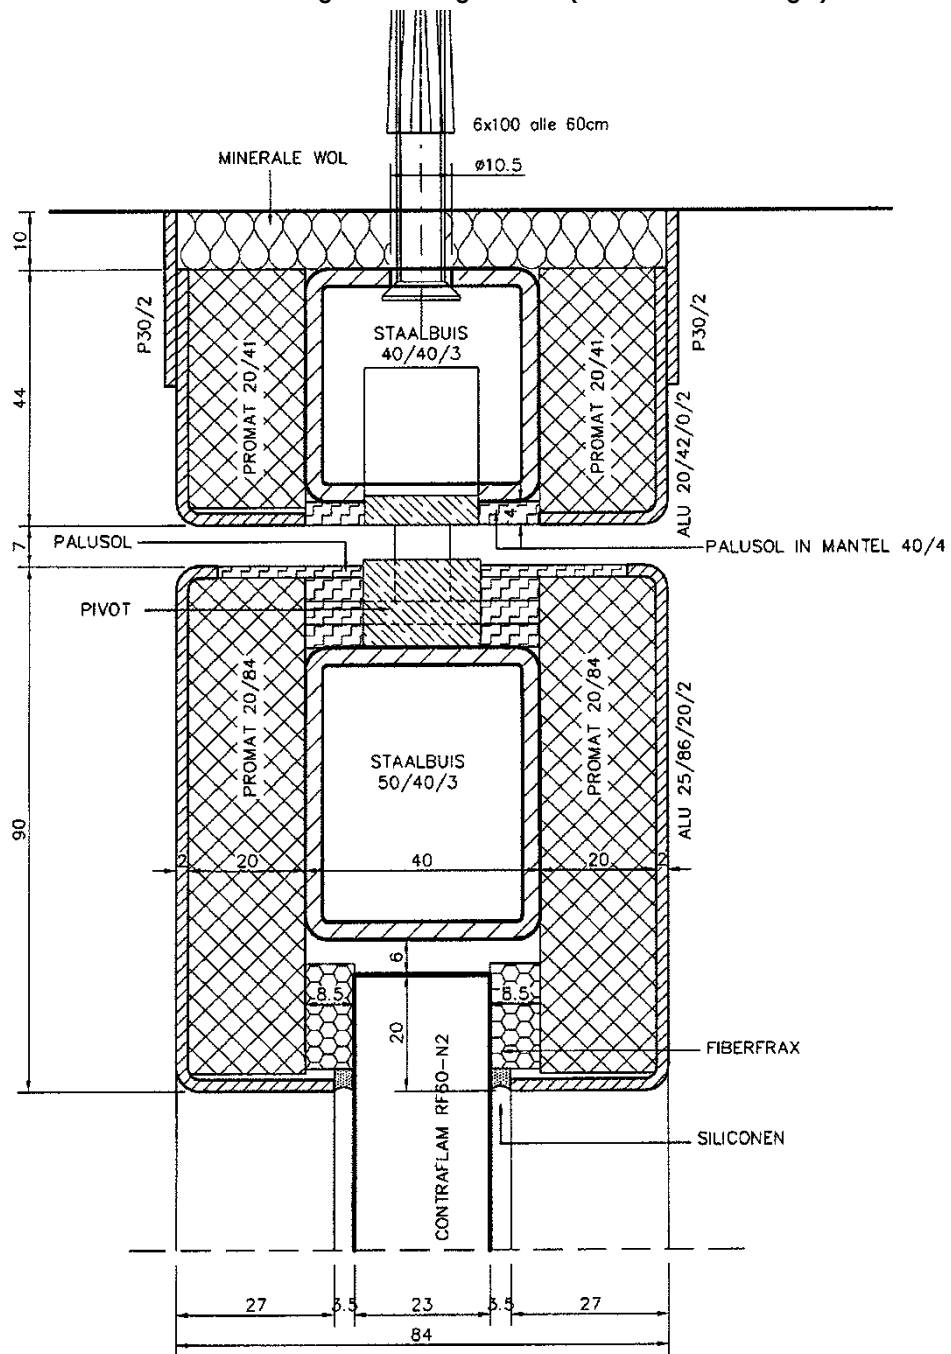 6x100 alle 60cm
MINERALE WOL
ø10.5
10
P30/2
P30/2
STAALBUIS
40/40/3
PROMAT 20/41
PROMAT 20/41
44
ALU 20/42/0/2
4
7
PALUSOL
PALUSOL IN MANTEL 40/4
PIVOT
PROMAT 20/84
PROMAT 20/84
STAALBUIS
50/40/3
ALU 25/86/20/2
90
2 20 40 20 2
6
8.5 8.5
20
FIBERFRAX
CONTRAFLAM RF60-N2
SILICONEN
27 3.5 23 3.5 27
84